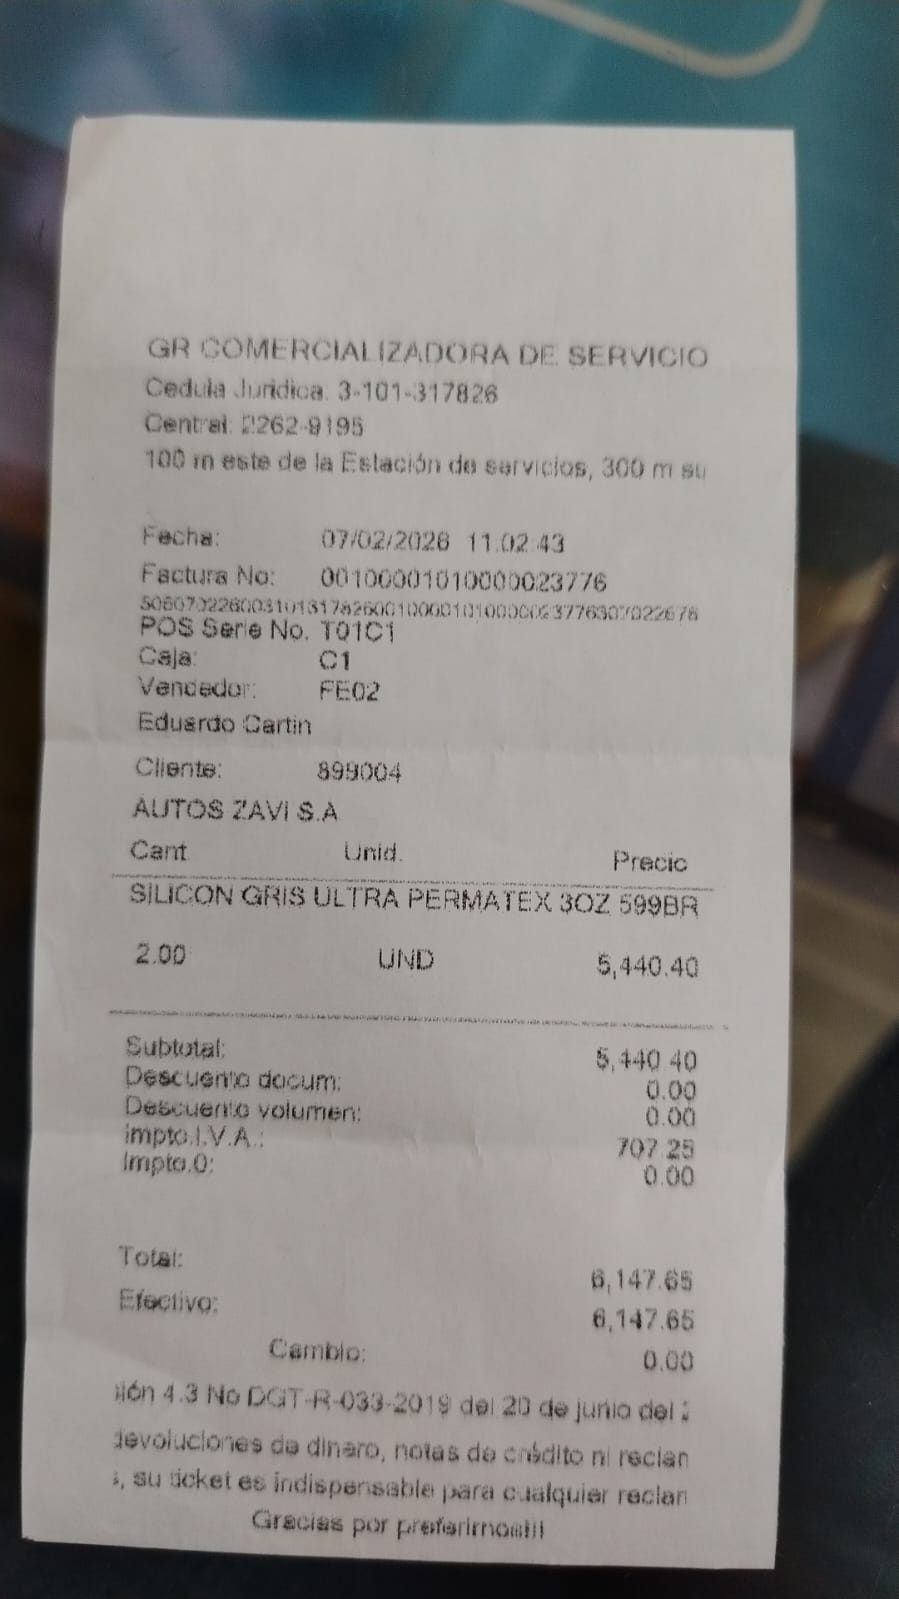 GR COMERCIALIZADORA DE SERVICIO
Cedula Juridica: 3-101-317826
Central: 2262-9195
100 m este de la Estación de servicios, 300 m su
Fecha: 07/02/2026 11:02:43
Factura No: 00100001010000023776
POS Serie No. T01C1
Caja: C1
Vendedor: FE02
Eduardo Cartin
Cliente: 899004
AUTOS ZAVI S.A
Cant Unid. Precio
SILICON GRIS ULTRA PERMATEX 3OZ 599BR
2.00 UND 5,440.40
Subtotal: 5,440.40
Descuento docum: 0.00
Descuento volumen: 0.00
Impto.I.V.A.: 707.25
Impto.0: 0.00
Total: 6,147.65
Efectivo: 6,147.65
Cambio: 0.00
sión 4.3 No DGT-R-033-2019 del 20 de junio del 2
devoluciones de dinero, notas de crédito ni reclam
s, su ticket es indispensable para cualquier reclam
Gracias por preferirnos!!!